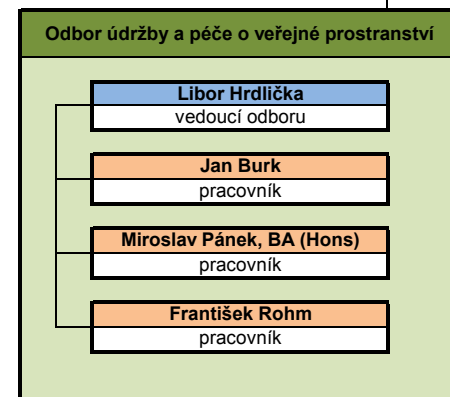 Odbor údržby a péče o veřejné prostranství
Libor Hrdlička
vedoucí odboru
Jan Burk
pracovník
Miroslav Pánek, BA (Hons)
pracovník
František Rohm
pracovník